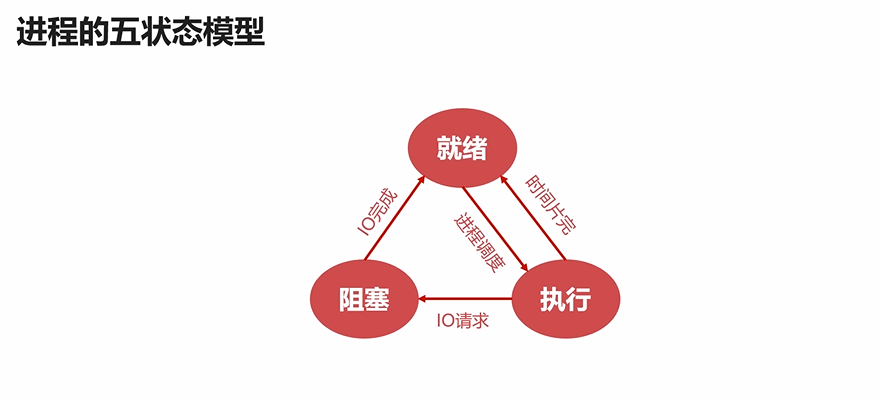 进程的五状态模型
就绪
IO完成
进程调度
时间片完
阻塞
执行
IO请求